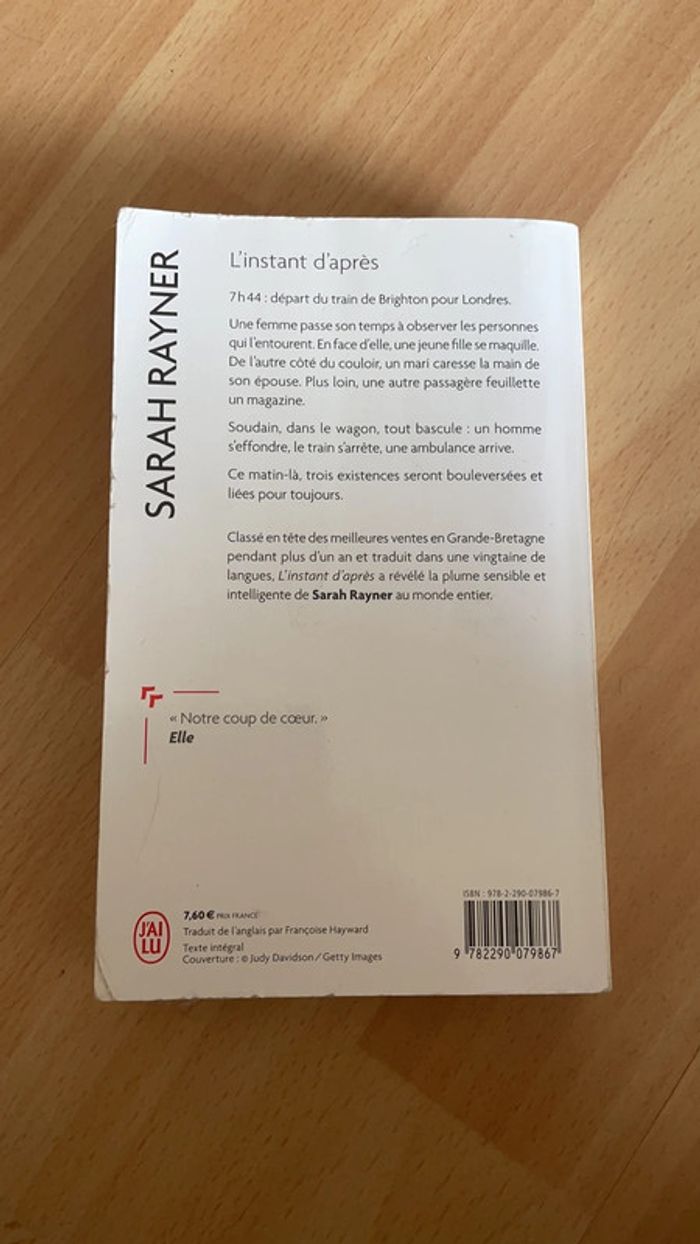 SARAH RAYNER
L'instant d'après
7h44 : départ du train de Brighton pour Londres.
Une femme passe son temps à observer les personnes
qui l'entourent. En face d'elle, une jeune fille se maquille.
De l'autre côté du couloir, un mari caresse la main de
son épouse. Plus loin, une autre passagère feuillette
un magazine.
Soudain, dans le wagon, tout bascule : un homme
s'effondre, le train s'arrête, une ambulance arrive.
Ce matin-là, trois existences seront bouleversées et
liées pour toujours.
Classé en tête des meilleures ventes en Grande-Bretagne
pendant plus d'un an et traduit dans une vingtaine de
langues, L'instant d'après a révélé la plume sensible et
intelligente de Sarah Rayner au monde entier.
« Notre coup de cœur. »
Elle
J'AI
LU
7,60 € PRIX FRANCE
Traduit de l'anglais par Françoise Hayward
Texte intégral
Couverture : © Judy Davidson / Getty Images
ISBN : 978-2-290-07986-7
9 782290 079867